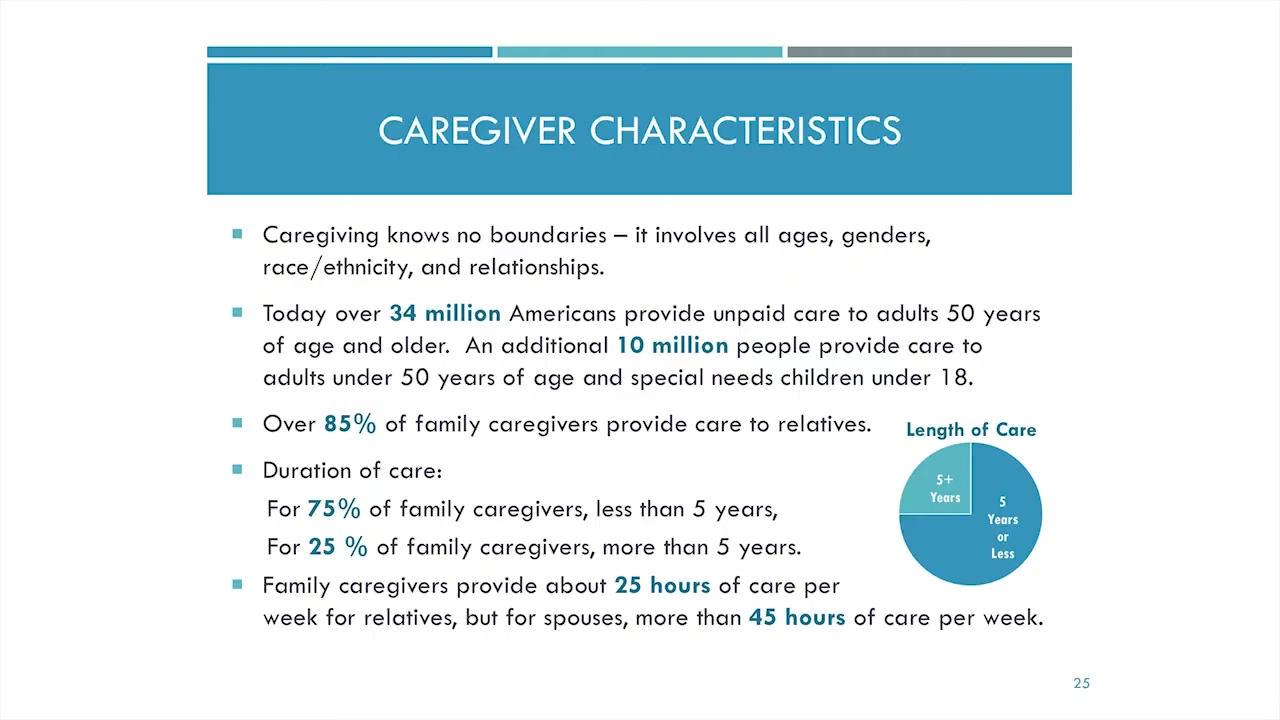 CAREGIVER CHARACTERISTICS
Caregiving knows no boundaries – it involves all ages, genders,
race/ethnicity, and relationships.
Today over 34 million Americans provide unpaid care to adults 50 years
of age and older. An additional 10 million people provide care to
adults under 50 years of age and special needs children under 18.
Over 85% of family caregivers provide care to relatives.
Duration of care:
For 75% of family caregivers, less than 5 years,
For 25 % of family caregivers, more than 5 years.
Family caregivers provide about 25 hours of care per
week for relatives, but for spouses, more than 45 hours of care per week.
Length of Care
5+
Years
5
Years
or
Less
25